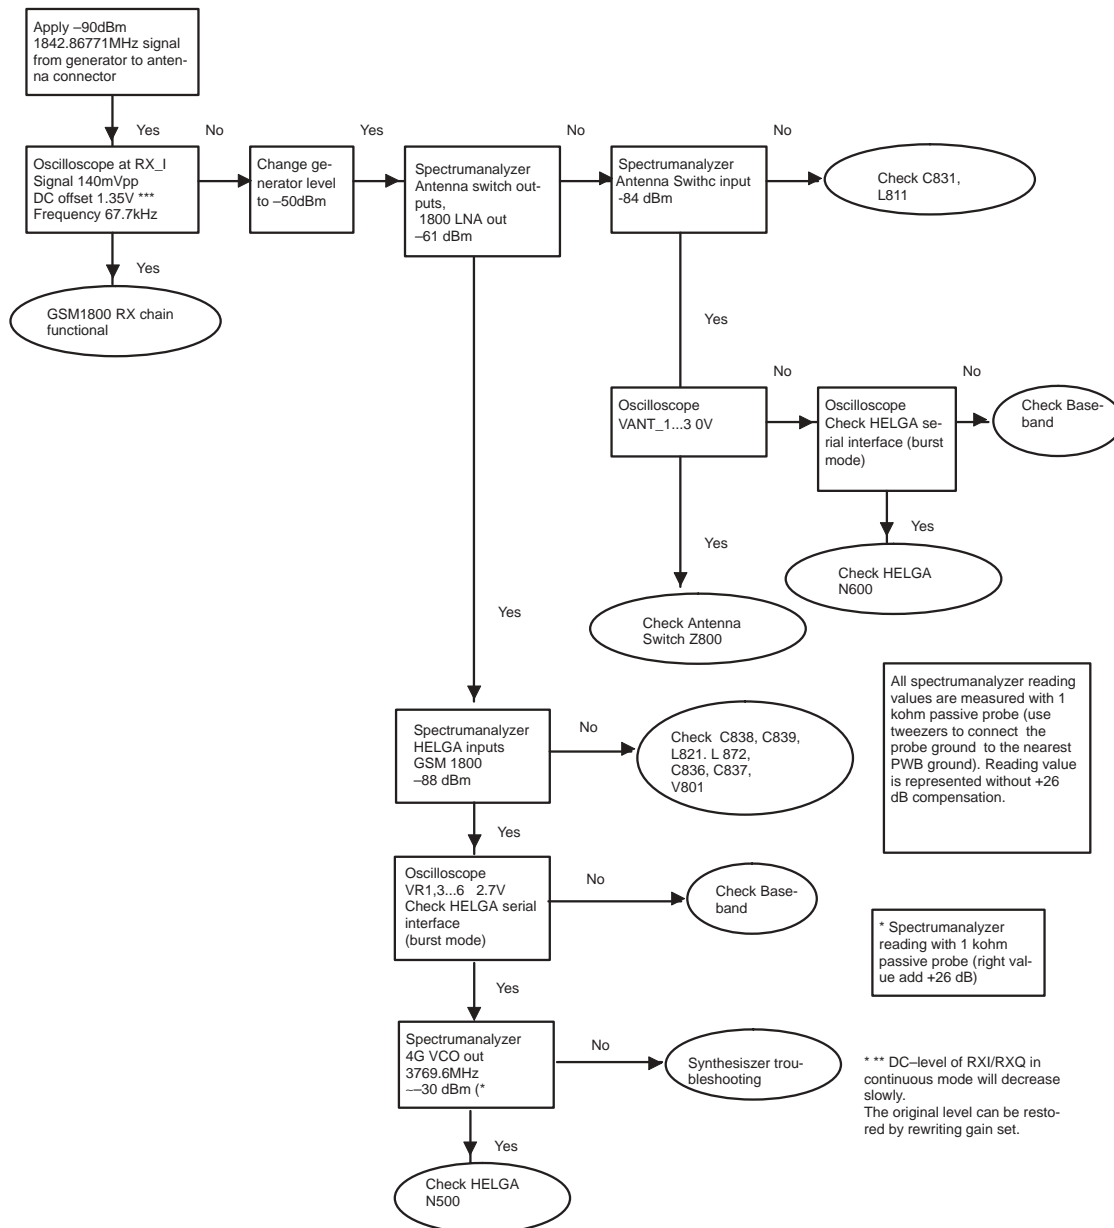 Apply –90dBm
1842.86771MHz signal
from generator to anten-
na connector
Yes
No
Yes
No
No
Oscilloscope at RX_I
Signal 140mVpp
DC offset 1.35V ***
Frequency 67.7kHz
Change ge-
nerator level
to –50dBm
Spectrumanalyzer
Antenna switch out-
puts,
1800 LNA out
–61 dBm
Spectrumanalyzer
Antenna Swithc input
-84 dBm
Check C831,
L811
Yes
GSM1800 RX chain
functional
Yes
No
No
Oscilloscope
VANT_1...3 0V
Oscilloscope
Check HELGA se-
rial interface (burst
mode)
Check Base-
band
Yes
Yes
Check HELGA
N600
Check Antenna
Switch Z800
Yes
All spectrumanalyzer reading
values are measured with 1
kohm passive probe (use
tweezers to connect the
probe ground to the nearest
PWB ground). Reading value
is represented without +26
dB compensation.
Spectrumanalyzer
HELGA inputs
GSM 1800
–88 dBm
No
Check C838, C839,
L821. L 872,
C836, C837,
V801
Yes
Oscilloscope
VR1,3...6 2.7V
Check HELGA serial
interface
(burst mode)
No
Check Base-
band
* Spectrumanalyzer
reading with 1 kohm
passive probe (right val-
ue add +26 dB)
Yes
Spectrumanalyzer
4G VCO out
3769.6MHz
~–30 dBm (*
No
Synthesiszer trou-
bleshooting
* ** DC–level of RXI/RXQ in
continuous mode will decrease
slowly.
The original level can be resto-
red by rewriting gain set.
Yes
Check HELGA
N500